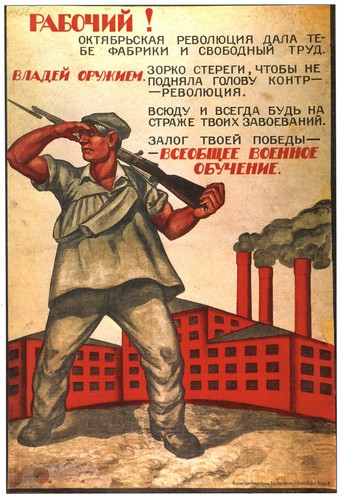 РАБОЧИЙ!
ОКТЯБРЬСКАЯ РЕВОЛЮЦИЯ ДАЛА ТЕ-
БЕ ФАБРИКИ И СВОБОДНЫЙ ТРУД.
ВЛАДЕЙ ОРУЖИЕМ. ЗОРКО СТЕРЕГИ, ЧТОБЫ НЕ
ПОДНЯЛА ГОЛОВУ КОНТР-
-РЕВОЛЮЦИЯ.
ВСЮДУ И ВСЕГДА БУДЬ НА
СТРАЖЕ ТВОИХ ЗАВОЕВАНИЙ.
ЗАЛОГ ТВОЕЙ ПОБЕДЫ-
-ВСЕОБЩЕЕ ВОЕННОЕ
ОБУЧЕНИЕ.